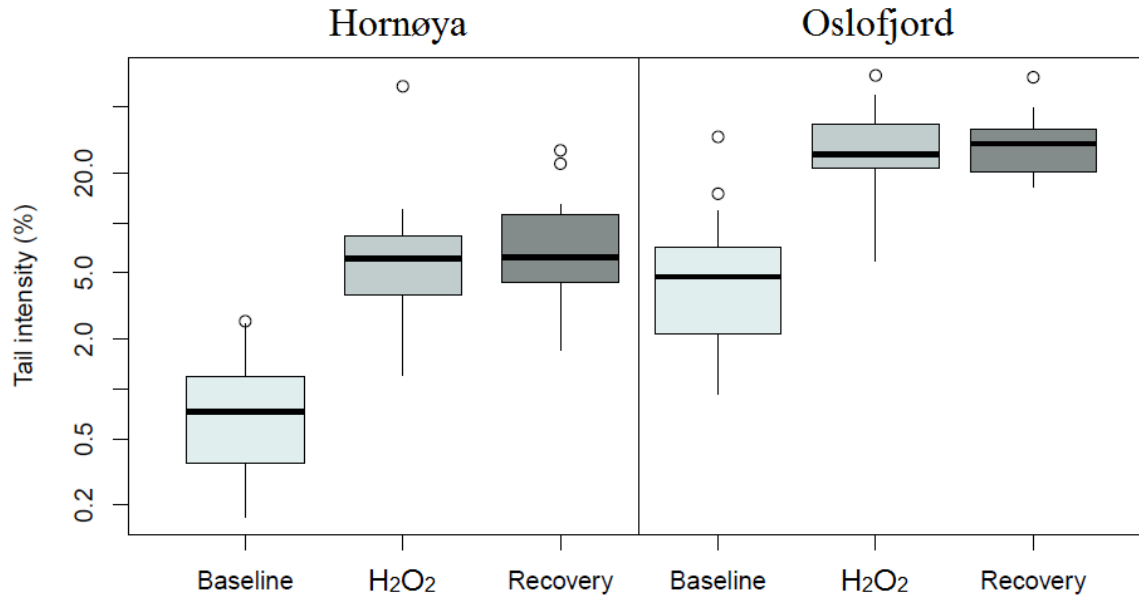 Hornøya
Oslofjord
Tail intensity (%)
20.0
5.0
2.0
0.5
0.2
Baseline
H₂O₂
Recovery
Baseline
H₂O₂
Recovery